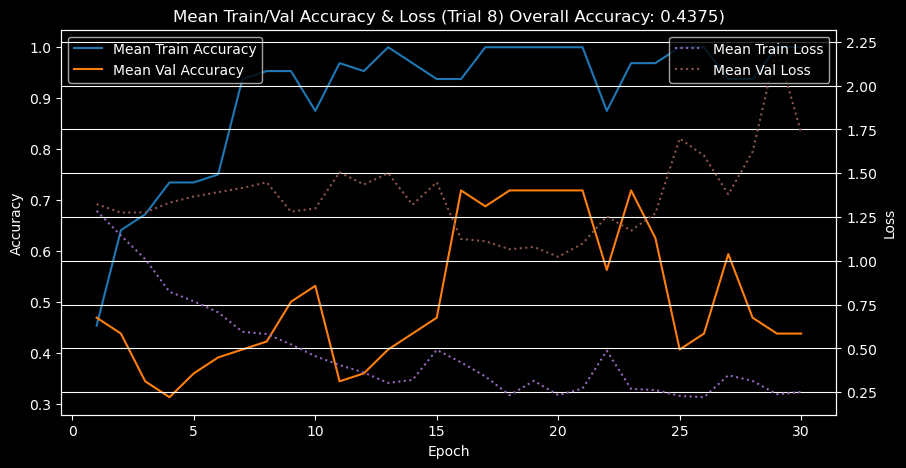 Mean Train/Val Accuracy & Loss (Trial 8) Overall Accuracy: 0.4375)
Mean Train Accuracy
Mean Val Accuracy
Mean Train Loss
Mean Val Loss
Accuracy
1.0
0.9
0.8
0.7
0.6
0.5
0.4
0.3
2.25
2.00
1.75
1.50
1.25
1.00
0.75
0.50
0.25
Loss
0 5 10 15 20 25 30
Epoch